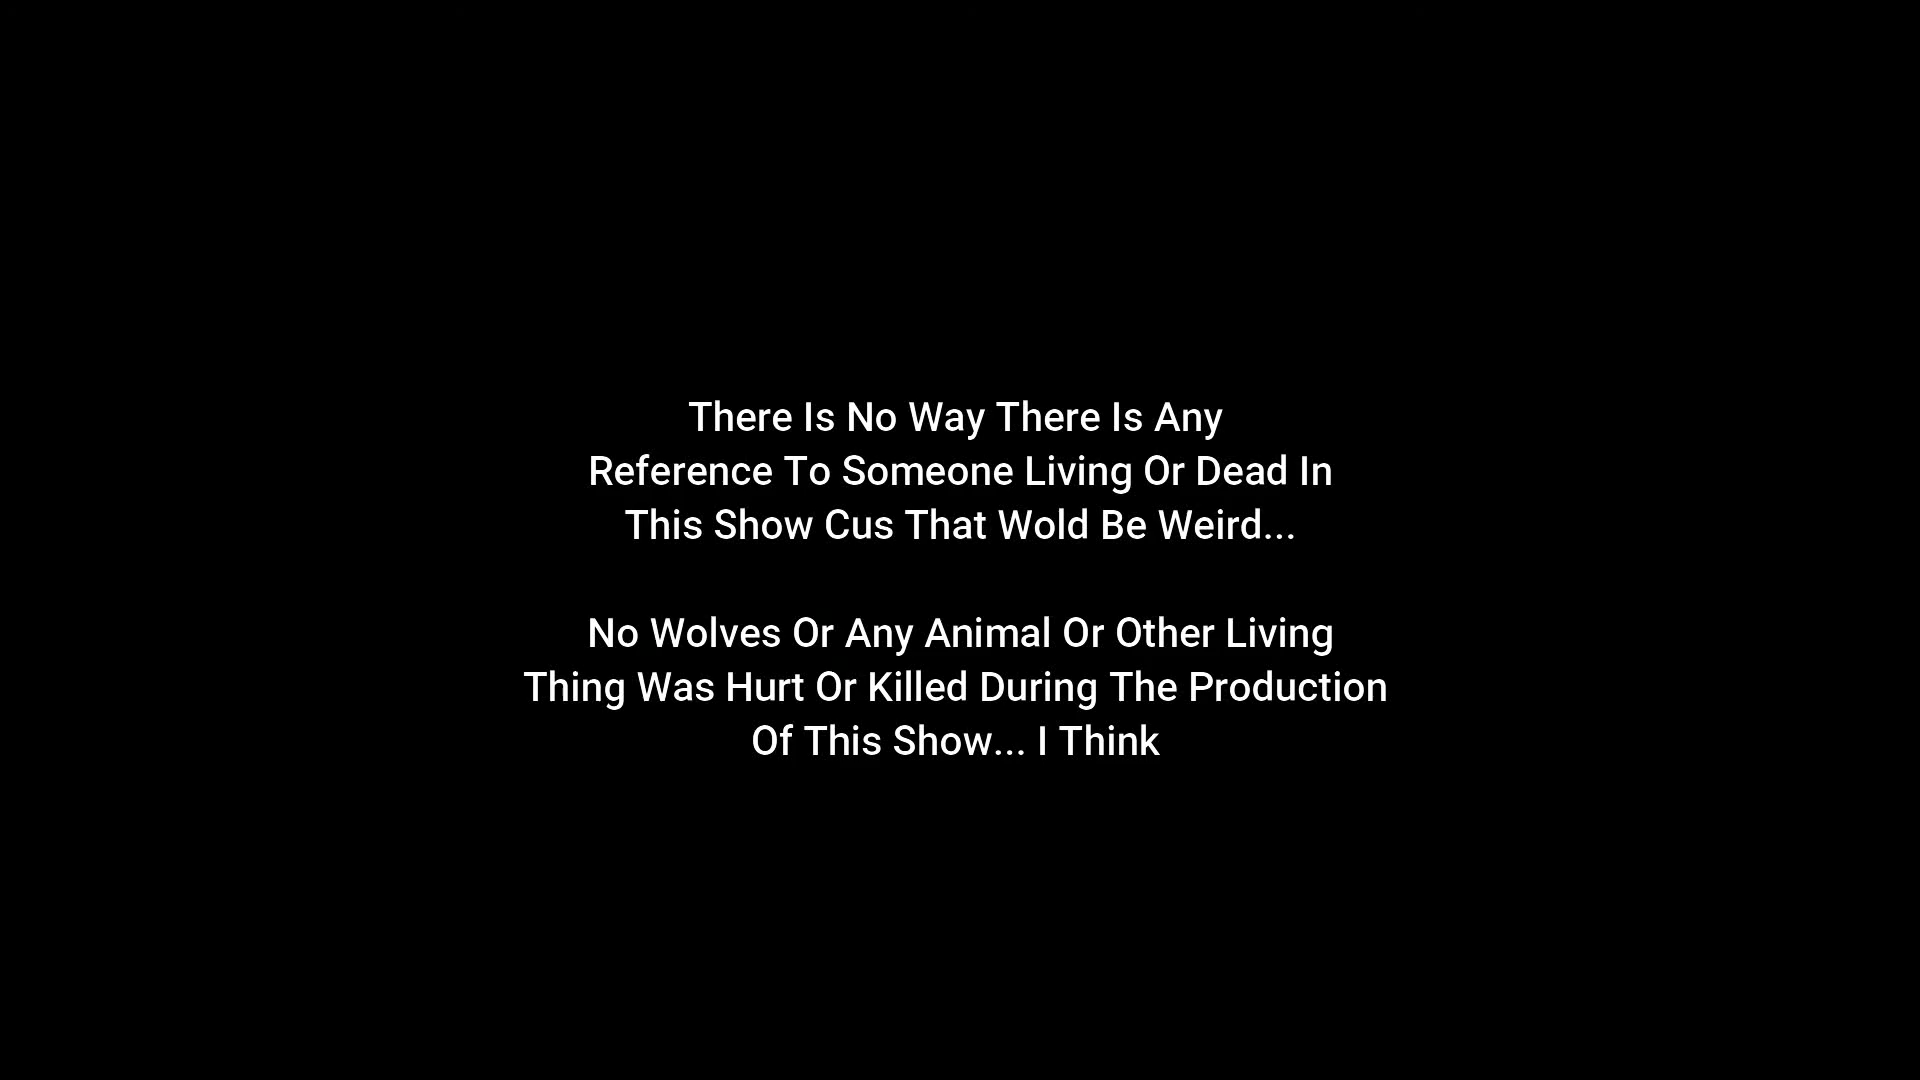 There Is No Way There Is Any
Reference To Someone Living Or Dead In
This Show Cus That Wold Be Weird...
No Wolves Or Any Animal Or Other Living
Thing Was Hurt Or Killed During The Production
Of This Show... I Think